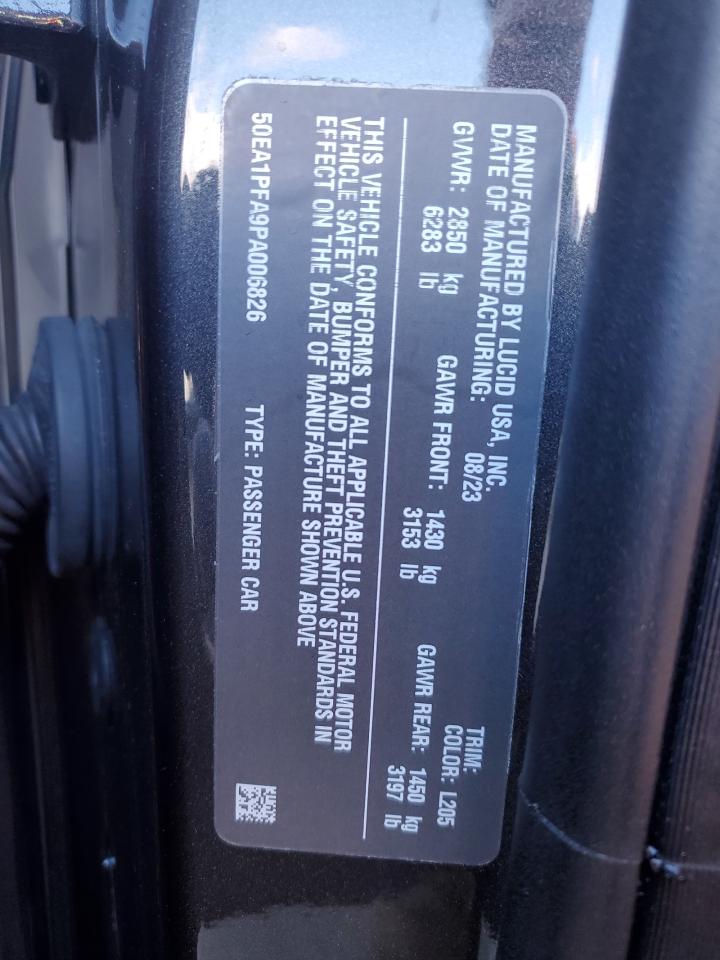 MANUFACTURED BY LUCID USA, INC.
DATE OF MANUFACTURING: 08/23
TRIM:
COLOR: L205
GVWR: 2850 kg GAWR FRONT: 1430 kg GAWR REAR: 1450 kg
6283 lb 3153 lb 3197 lb
THIS VEHICLE CONFORMS TO ALL APPLICABLE U.S. FEDERAL MOTOR
VEHICLE SAFETY, BUMPER AND THEFT PREVENTION STANDARDS IN
EFFECT ON THE DATE OF MANUFACTURE SHOWN ABOVE
50EA1PFA9PA006826 TYPE: PASSENGER CAR